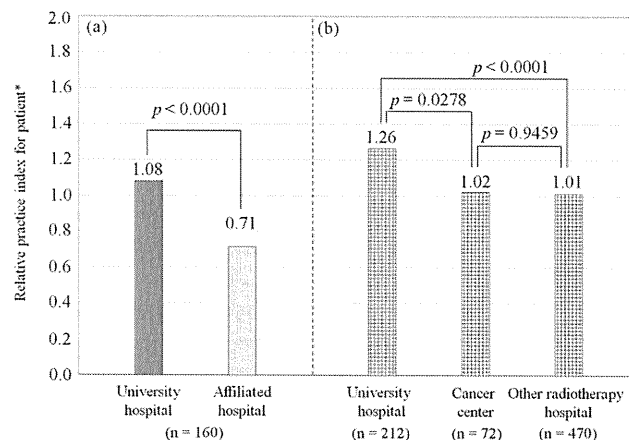 Relative practice index for patient*
2.0
1.8
1.6
1.4
1.2
1.0
0.8
0.6
0.4
0.2
0.0
(a)
p < 0.0001
1.08
0.71
University hospital
Affiliated hospital
(n = 160)
(b)
p < 0.0001
p = 0.0278
p = 0.9459
1.26
1.02
1.01
University hospital
(n = 212)
Cancer center
(n = 72)
Other radiotherapy hospital
(n = 470)